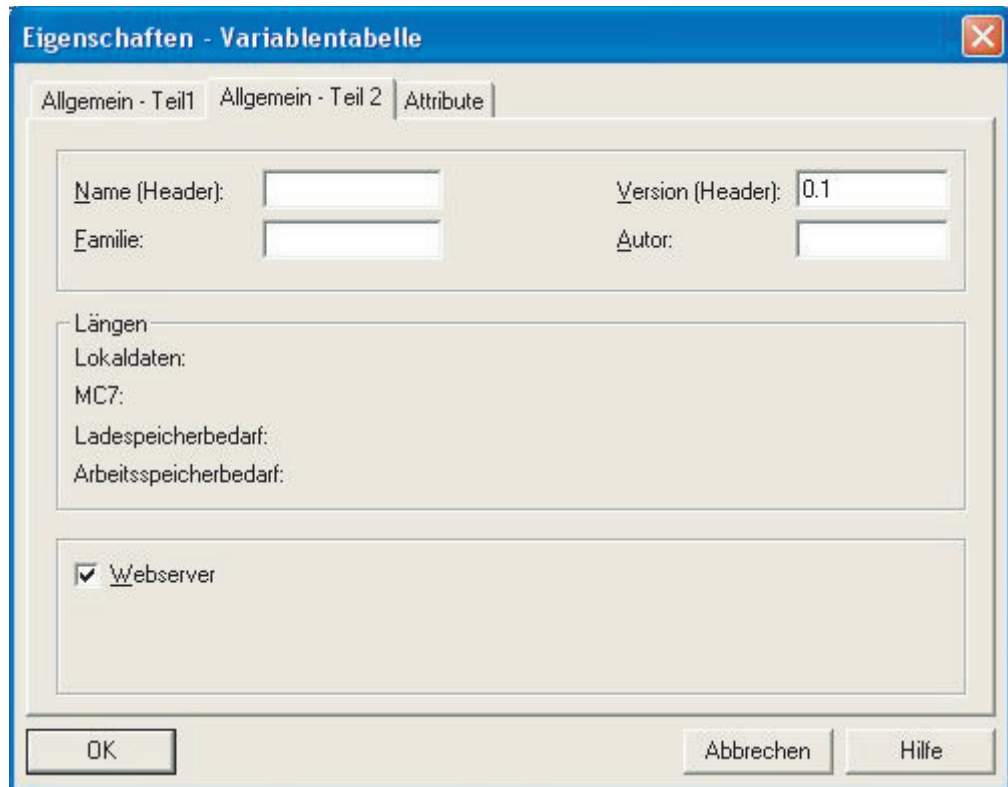 Eigenschaften - Variablentabelle
Allgemein - Teil1 Allgemein - Teil 2 Attribute
Name (Header): Version (Header): 0.1
Familie: Autor:
Längen
Lokaldaten:
MC7:
Ladespeicherbedarf:
Arbeitsspeicherbedarf:
Webserver
OK Abbrechen Hilfe